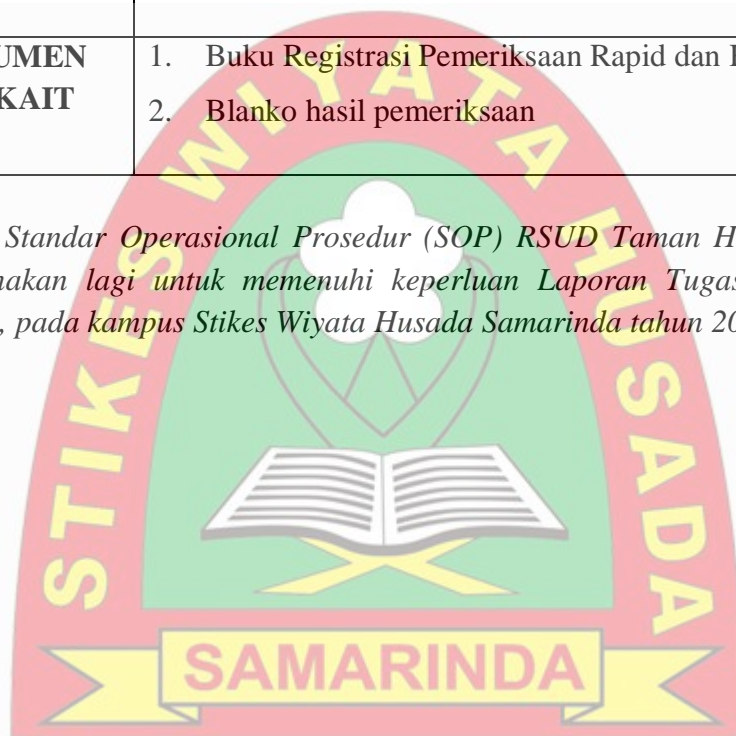 UMEN 1. Buku Registrasi Pemeriksaan Rapid dan
KAIT 2. Blanko hasil pemeriksaan
Standar Operasional Prosedur (SOP) RSUD Taman H
nakan lagi untuk memenuhi keperluan Laporan Tugas
, pada kampus Stikes Wiyata Husada Samarinda tahun 20
STIKES WIYATA HUSADA
SAMARINDA